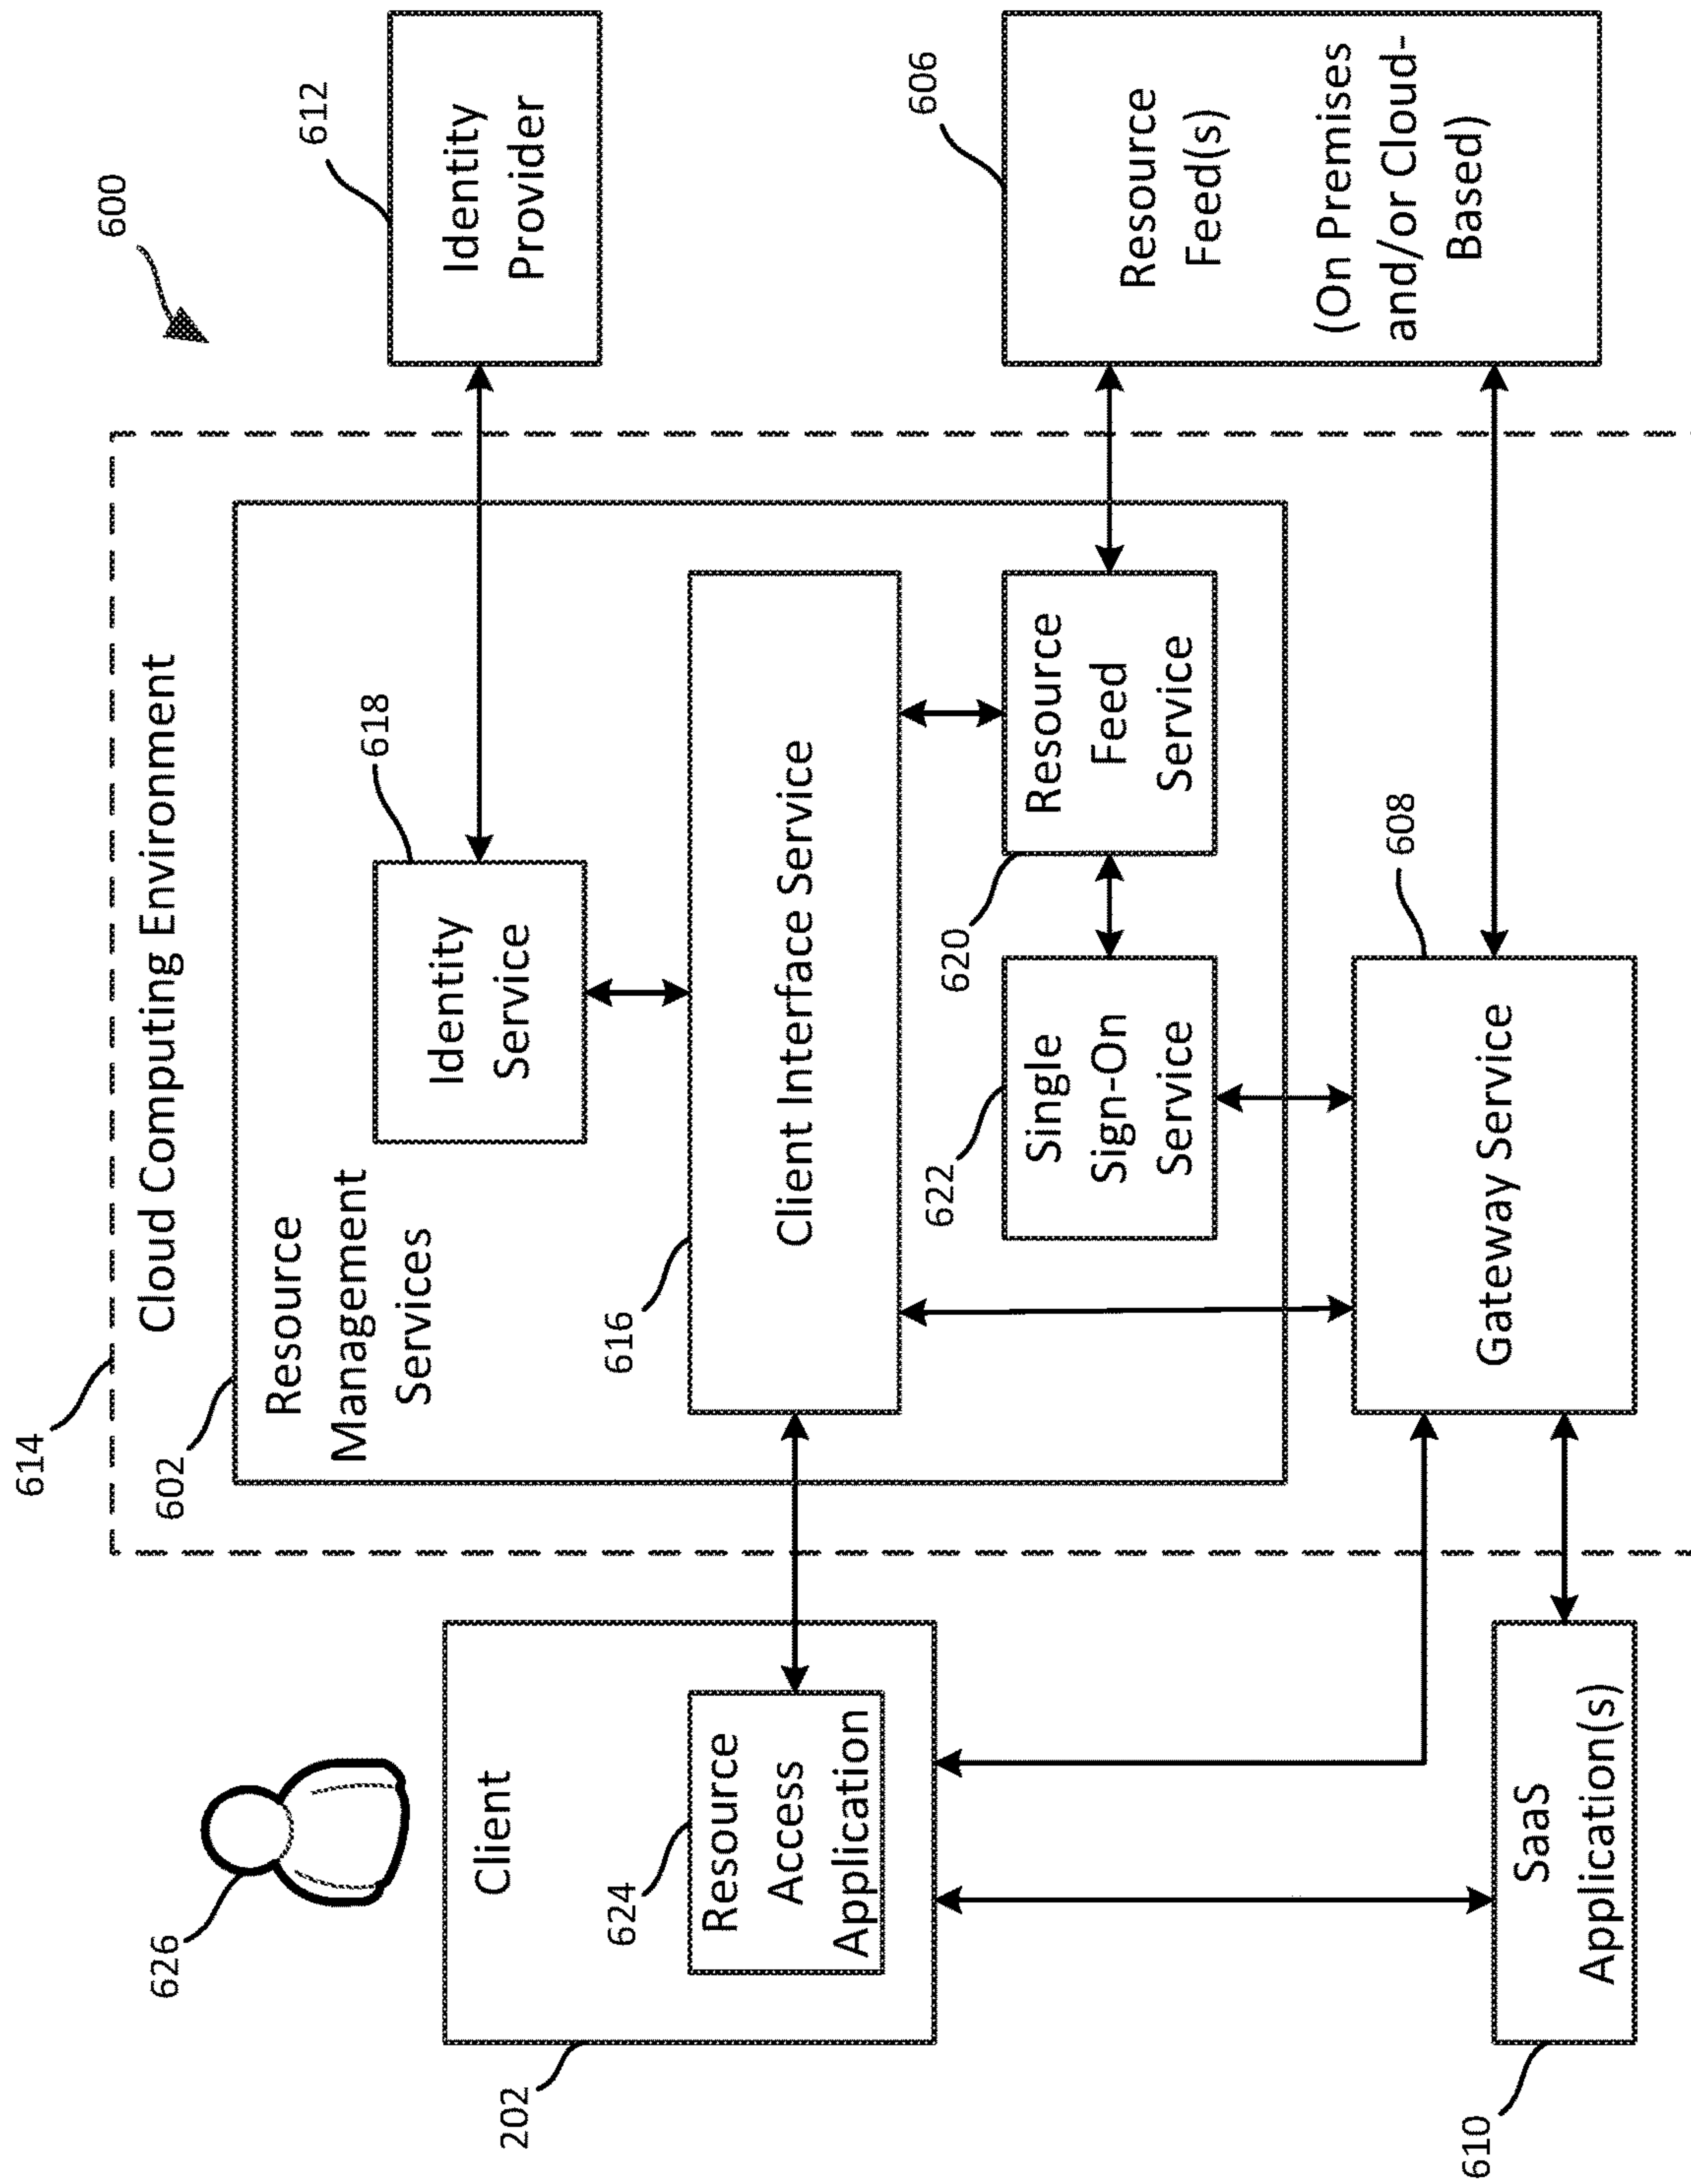 600
614
Cloud Computing Environment
602
Resource
Management
Services
626
612
Identity
Provider
618
Identity
Service
202
Client
624
Resource
Access
Application
616
Client Interface Service
606
Resource
Feed(s)
(On Premises
and/or Cloud-
Based)
622
Single
Sign-On
Service
620
Resource
Feed
Service
608
Gateway Service
610
SaaS
Application(s)